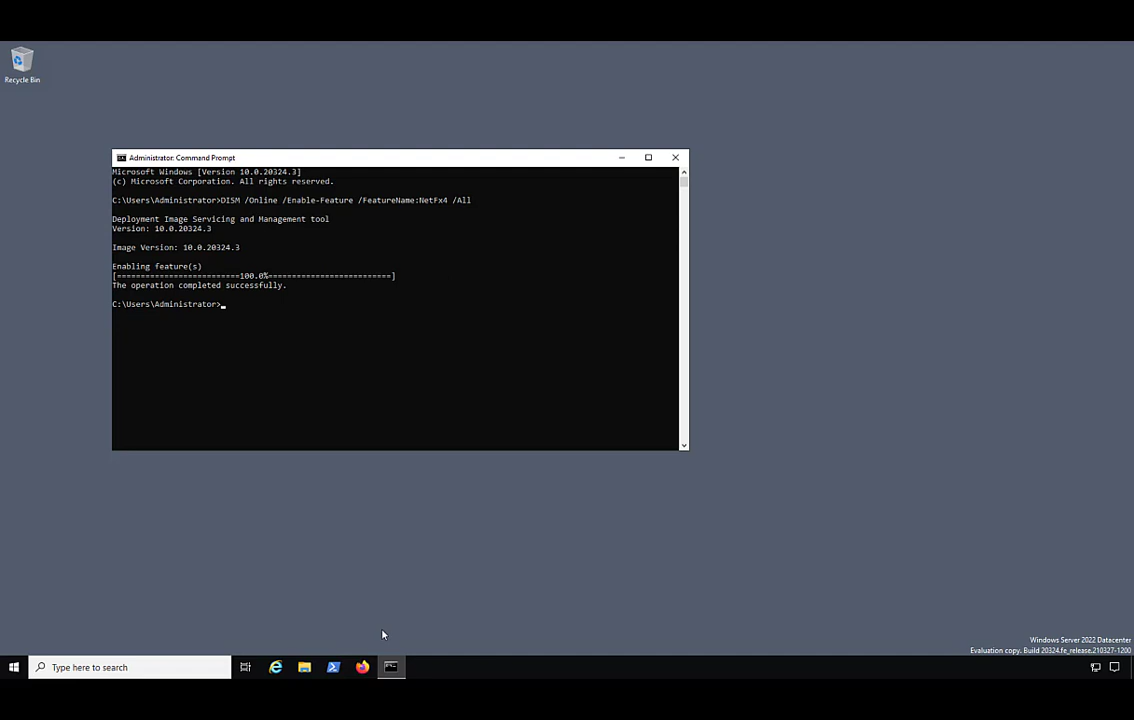 Recycle Bin
Administrator: Command Prompt
Microsoft Windows [Version 10.0.20324.3]
(c) Microsoft Corporation. All rights reserved.
C:\Users\Administrator>DISM /Online /Enable-Feature /FeatureName:NetFx4 /All
Deployment Image Servicing and Management tool
Version: 10.0.20324.3
Image Version: 10.0.20324.3
Enabling feature(s)
[==========================100.0%==========================]
The operation completed successfully.
C:\Users\Administrator>
Windows Server 2022 Datacenter
Evaluation copy. Build 20324.fe_release.210327-1200
Type here to search